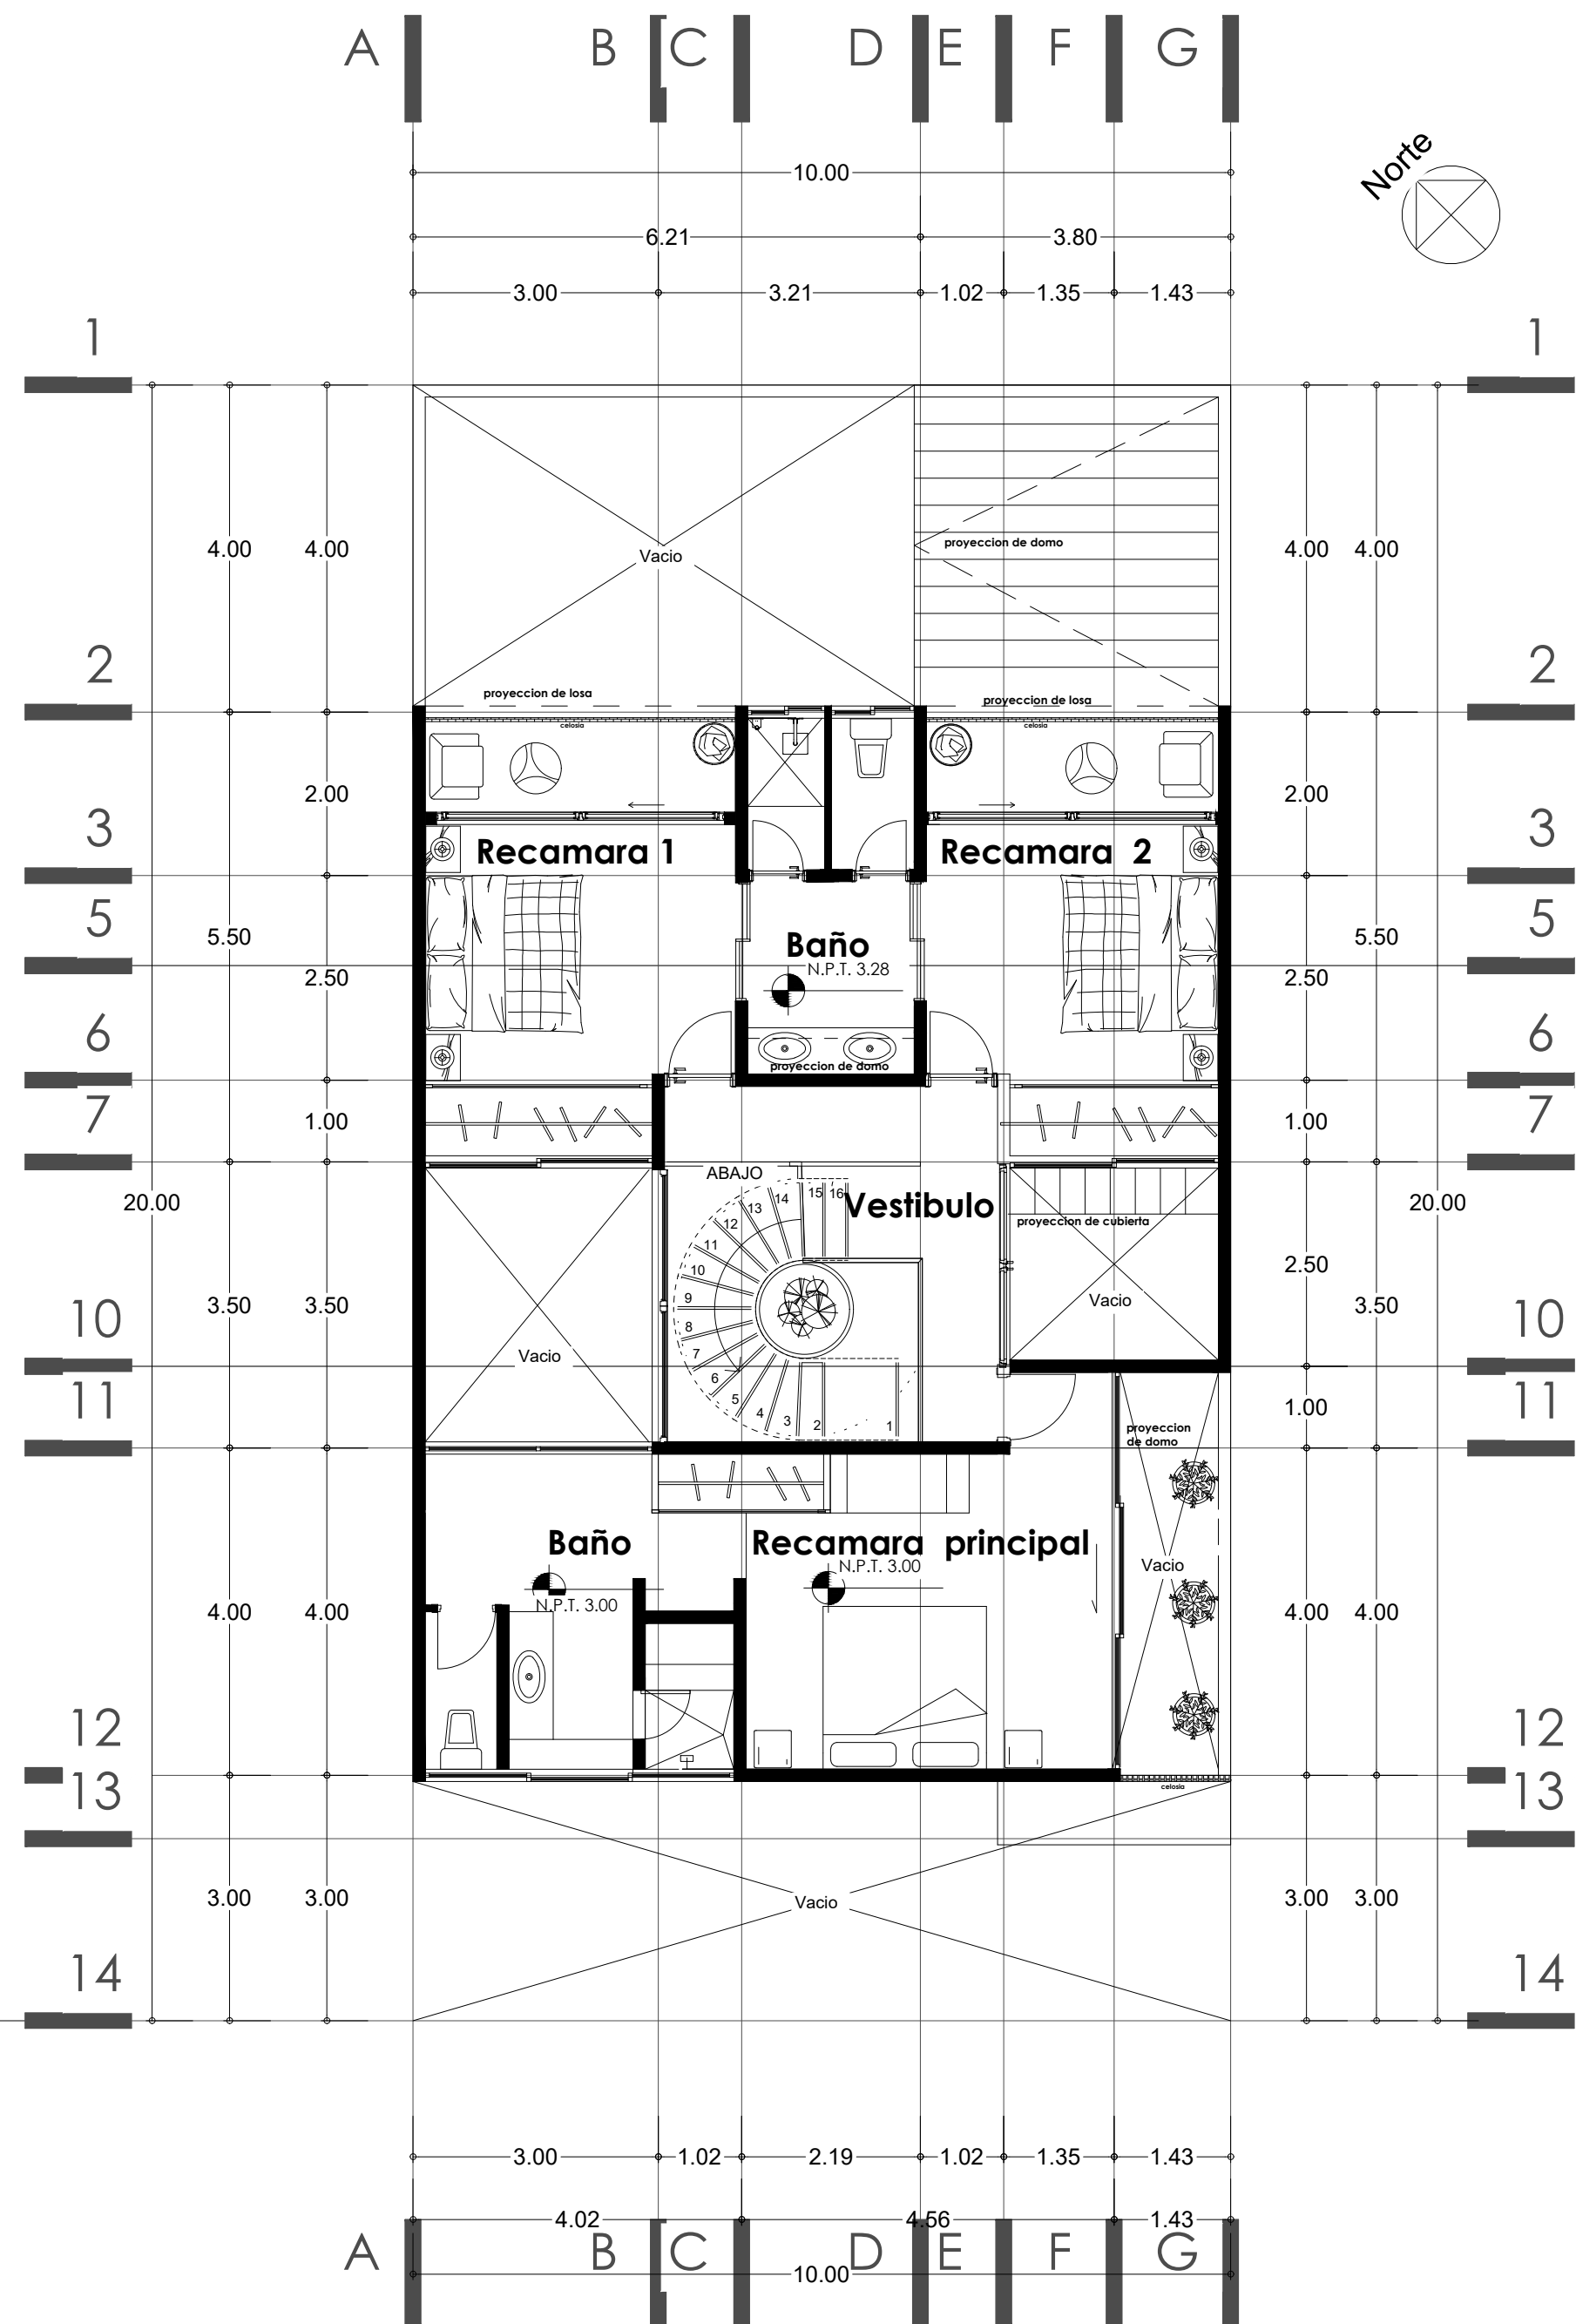 A B C D E F G
Norte
10.00
6.21 3.80
3.00 3.21 1.02 1.35 1.43
1 1
4.00 4.00 Vacio proyeccion de domo 4.00 4.00
2 2
proyeccion de losa proyeccion de losa
celosia celosia
2.00 2.00
3 Recamara 1 Recamara 2 3
5 5
5.50 Baño 5.50
N.P.T. 3.28
2.50 2.50
6 6
proyeccion de domo
7 7
1.00 1.00
ABAJO
20.00 15 16 Vestibulo 20.00
14
13 proyeccion de cubierta
12
11
10 2.50
9 Vacio
3.50 3.50 3.50
10 8 10
7
Vacio
6
11 5 11
4 3 2 1
1.00
proyeccion
de domo
Baño Recamara principal
N.P.T. 3.00 Vacio
N.P.T. 3.00
4.00 4.00 4.00 4.00
12 12
13 celosia 13
3.00 3.00 Vacio 3.00 3.00
14 14
3.00 1.02 2.19 1.02 1.35 1.43
4.02 4.56 1.43
A B C D E F G
10.00